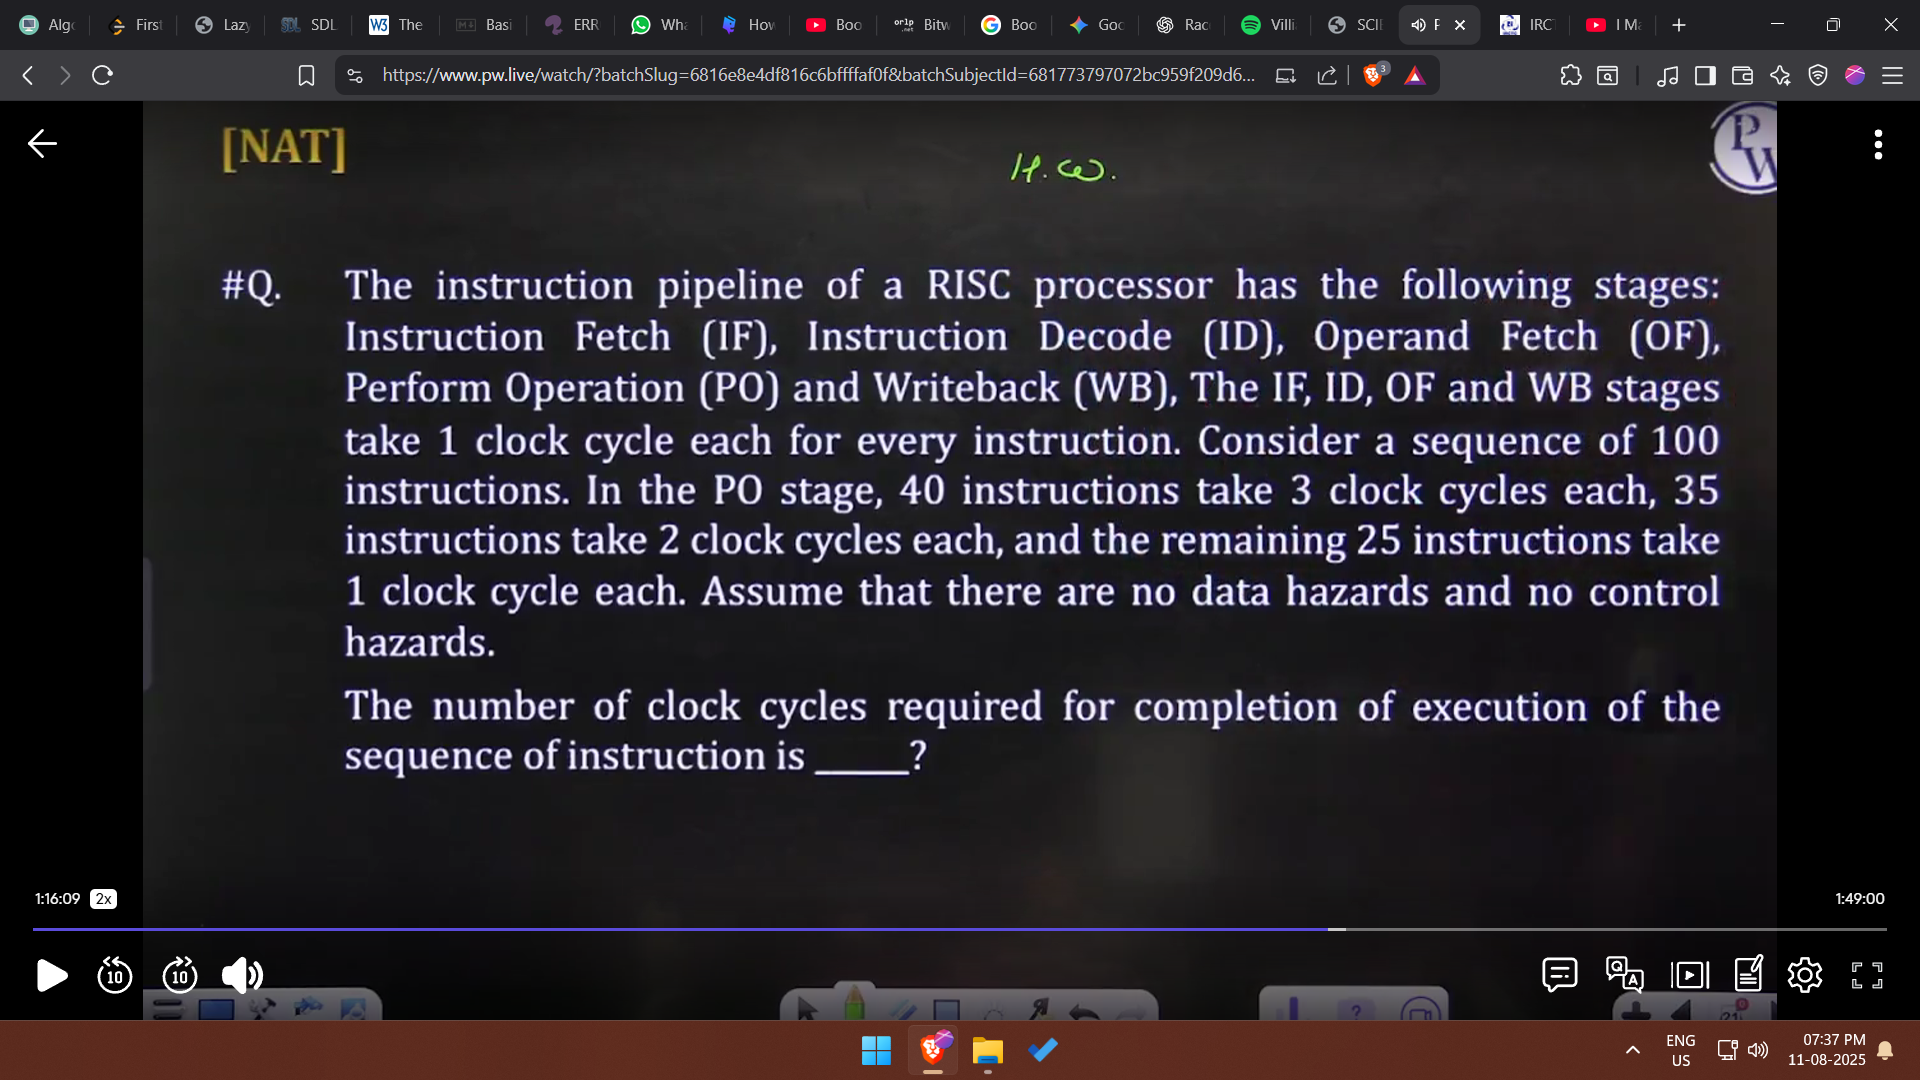 Algo
First
Lazy
SDL
W3 The
Basi
ERR
Wha
How
Boo
orlp .net Bitw
Boo
Goo
Rac
Villi
SCIE
F
IRCT
I Ma
https://www.pw.live/watch/?batchSlug=6816e8e4df816c6bffffaf0f&batchSubjectId=681773797072bc959f209d6...
3
[NAT]
H.W.
PW
#Q. The instruction pipeline of a RISC processor has the following stages:
Instruction Fetch (IF), Instruction Decode (ID), Operand Fetch (OF),
Perform Operation (PO) and Writeback (WB), The IF, ID, OF and WB stages
take 1 clock cycle each for every instruction. Consider a sequence of 100
instructions. In the PO stage, 40 instructions take 3 clock cycles each, 35
instructions take 2 clock cycles each, and the remaining 25 instructions take
1 clock cycle each. Assume that there are no data hazards and no control
hazards.
The number of clock cycles required for completion of execution of the
sequence of instruction is _____?
1:16:09 2x 1:49:00
10 10
Q A
ENG 07:37 PM
US 11-08-2025